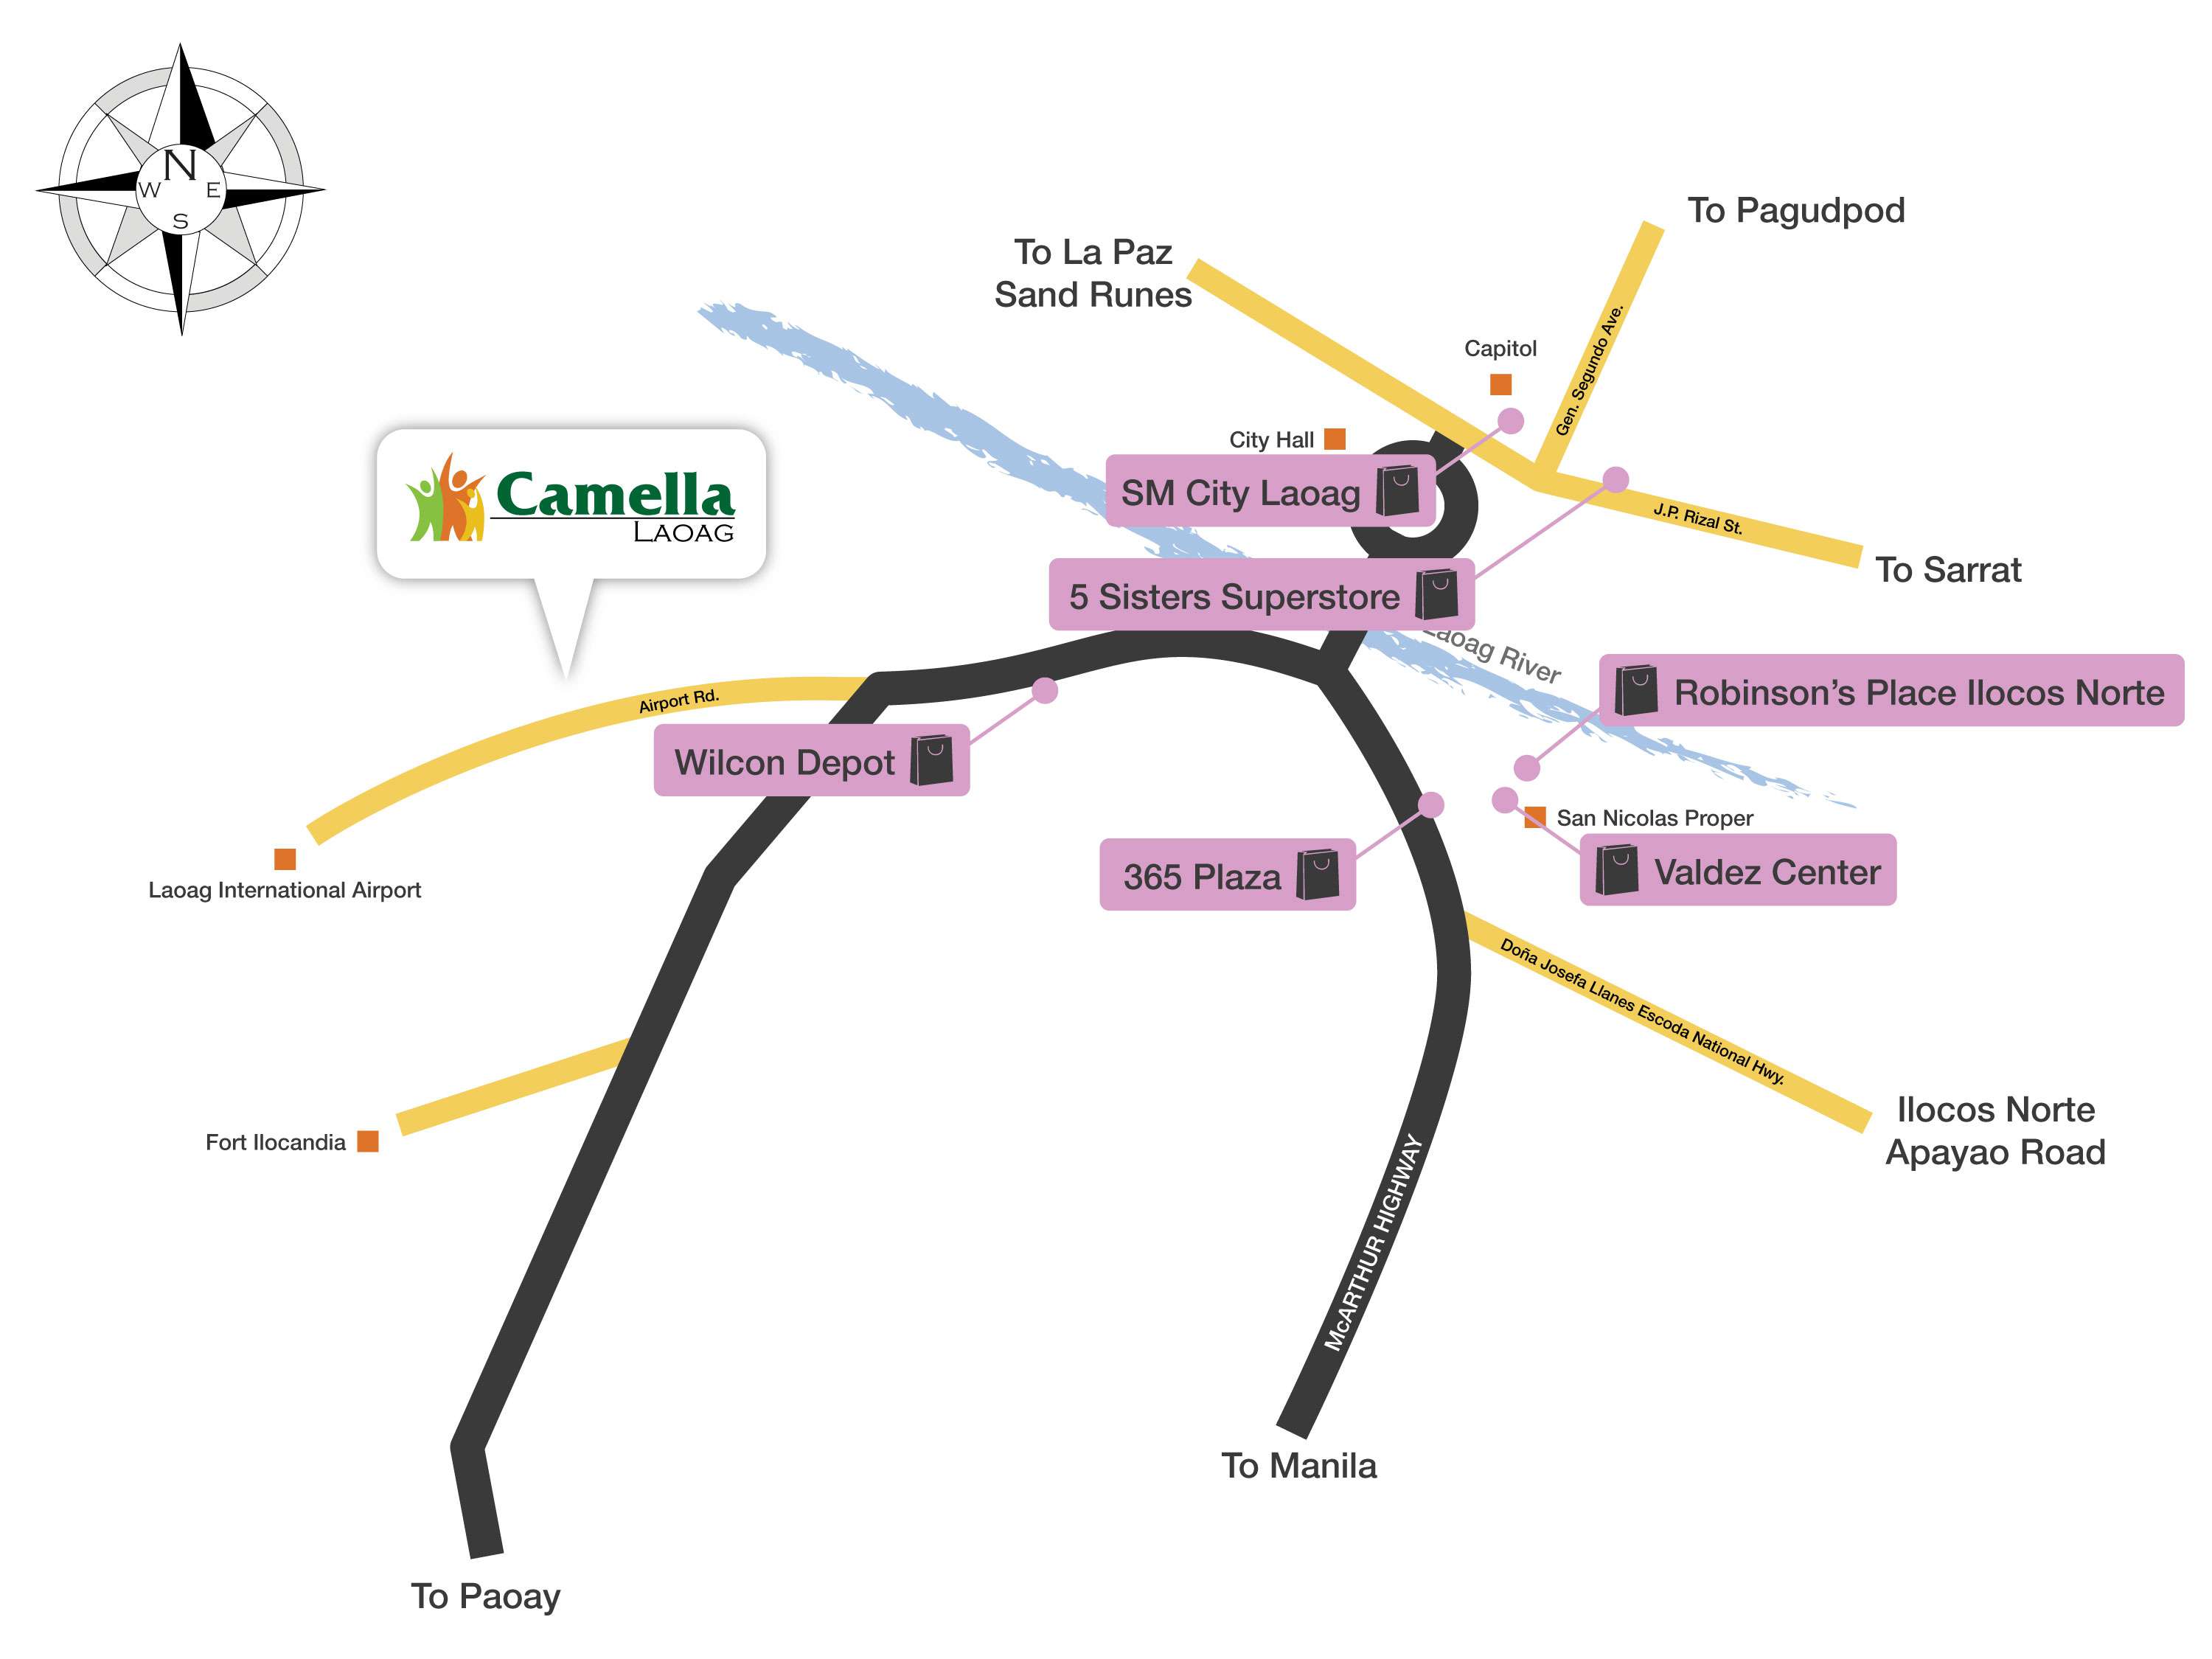 N
W E
S
To Pagudpod
To La Paz
Sand Runes
Gen. Segundo Ave.
Capitol
City Hall
SM City Laoag
Camella
LAOAG
J.P. Rizal St.
To Sarrat
5 Sisters Superstore
Laoag River
Robinson’s Place Ilocos Norte
Airport Rd.
Wilcon Depot
San Nicolas Proper
365 Plaza
Valdez Center
Laoag International Airport
Doña Josefa Llanes Escoda National Hwy.
Ilocos Norte
Apayao Road
Fort Ilocandia
McARTHUR HIGHWAY
To Manila
To Paoay